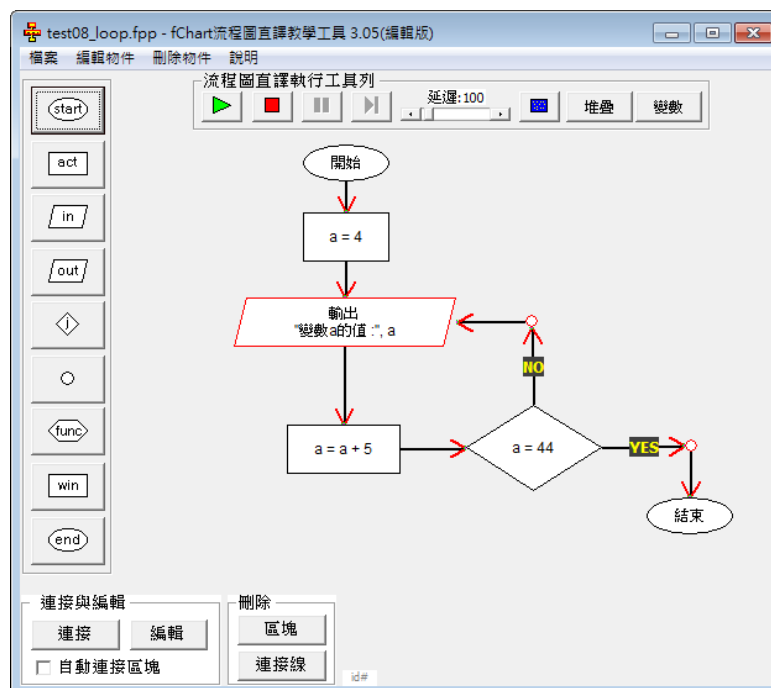 test08_loop.fpp - fChart流程圖直譯教學工具 3.05(編輯版)
檔案 編輯物件 刪除物件 說明
流程圖直譯執行工具列
延遲:100
堆疊 變數
start
act
in
out
j
func
win
end
開始
a = 4
輸出
"變數a的值 :", a
NO
a = a + 5
a = 44
YES
結束
連接與編輯
連接 編輯
自動連接區塊
刪除
區塊
連接線
id#